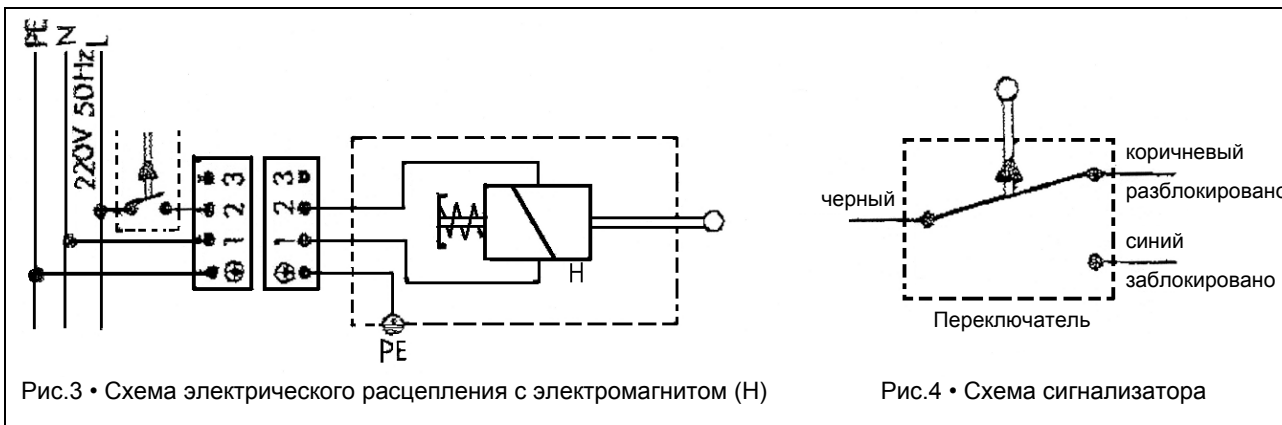 PE
N
L
220V 50Hz
3
2
1
3
2
1
H
PE
черный
коричневый
разблокировано
синий
заблокировано
Переключатель
Рис.3 • Схема электрического расцепления с электромагнитом (H)
Рис.4 • Схема сигнализатора